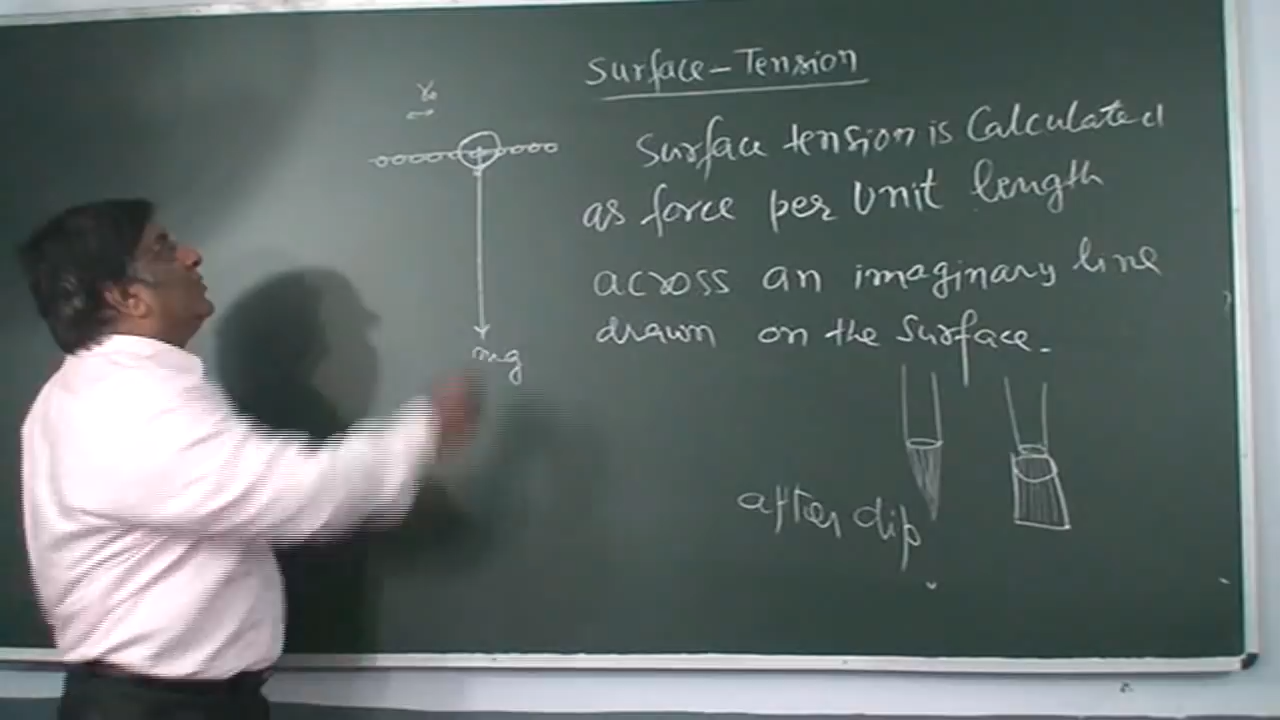 Surface-Tension
r₀
Surface tension is Calculated
as force per Unit length
across an imaginary line
drawn on the Surface.
mg
after dip